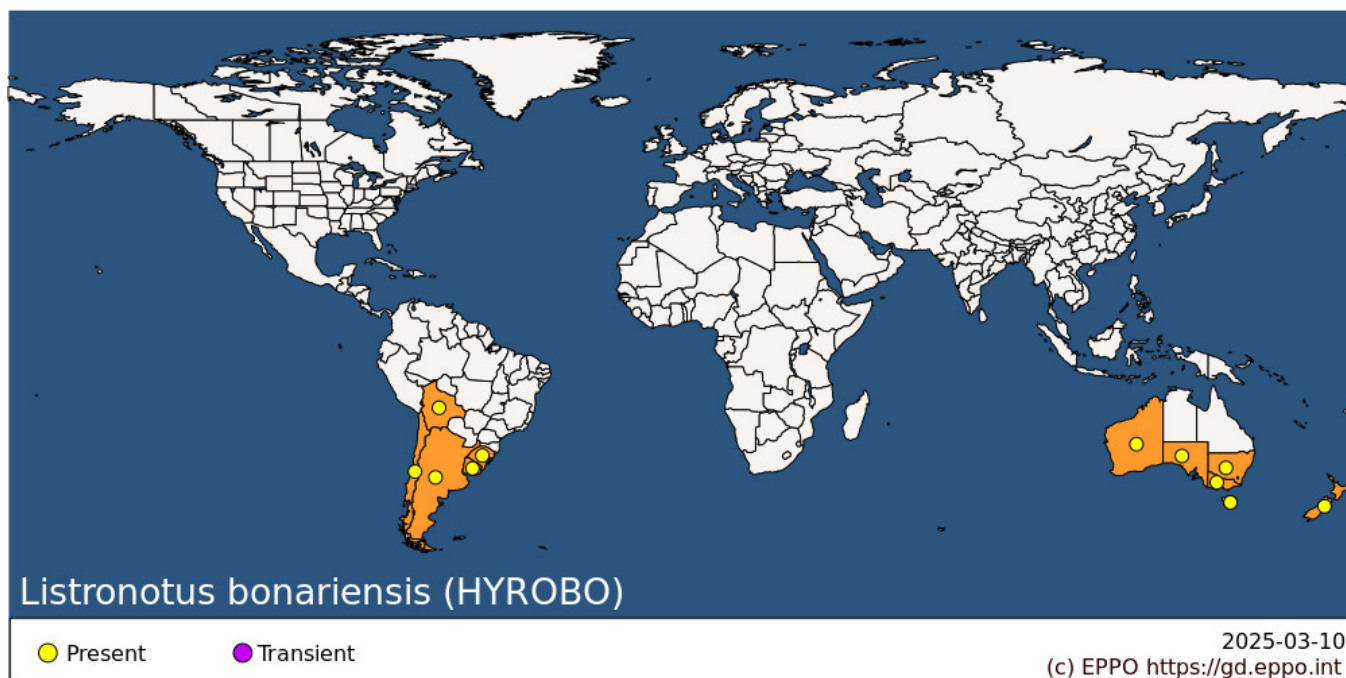 Listronotus bonariensis (HYROBO)
Present
Transient
2025-03-10
(c) EPPO https://gd.eppo.int